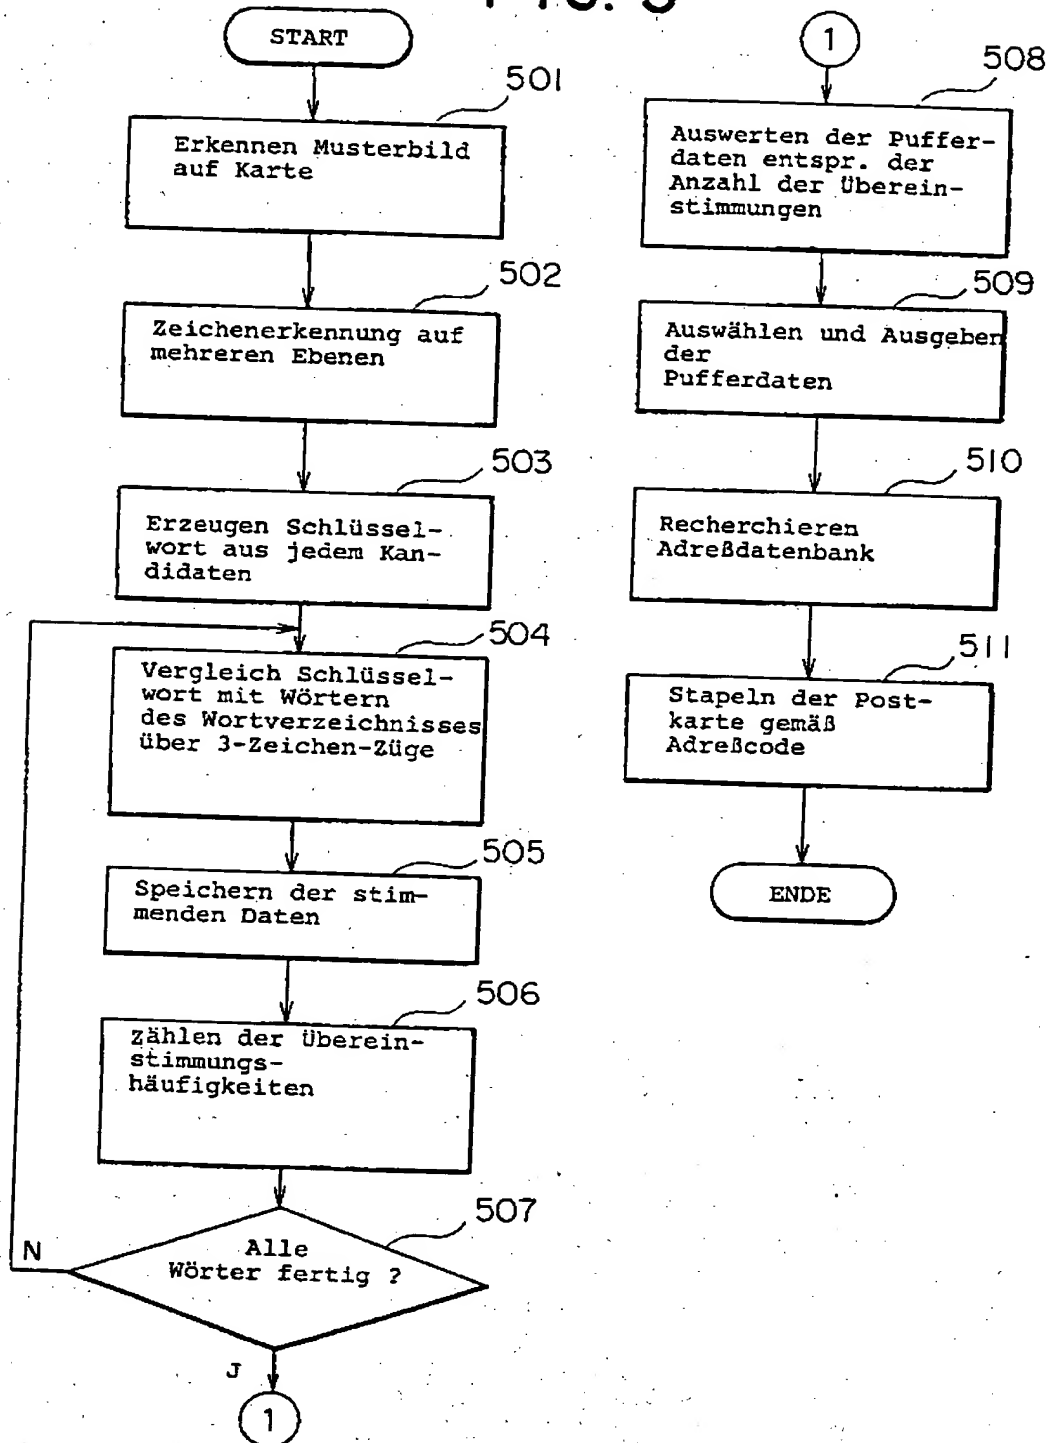 START
501
Erkennen Musterbild
auf Karte
502
Zeichenerkennung auf
mehreren Ebenen
503
Erzeugen Schlüssel-
wort aus jedem Kan-
didaten
504
Vergleich Schlüssel-
wort mit Wörtern
des Wortverzeichnisses
über 3-Zeichen-Züge
505
Speichern der stim-
menden Daten
506
zählen der Überein-
stimmungs-
häufigkeiten
507
Alle
Wörter fertig ?
N
J
1
1
508
Auswerten der Puffer-
daten entspr. der
Anzahl der Überein-
stimmungen
509
Auswählen und Ausgeben
der
Pufferdaten
510
Recherchieren
Adreßdatenbank
511
Stapeln der Post-
karte gemäß
Adreßcode
ENDE